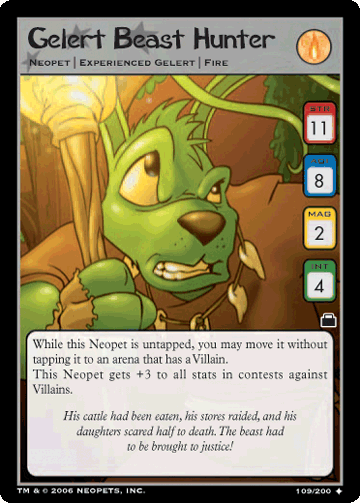 Gelert Beast Hunter
Neopet | Experienced Gelert | Fire
STR
11
8
MAG
2
INT
4
While this Neopet is untapped, you may move it without
tapping it to an arena that has a Villain.
This Neopet gets +3 to all stats in contests against
Villains.
His cattle had been eaten, his stores raided, and his
daughters scared half to death. The beast had
to be brought to justice!
TM & © 2006 NEOPETS, INC.
109/200